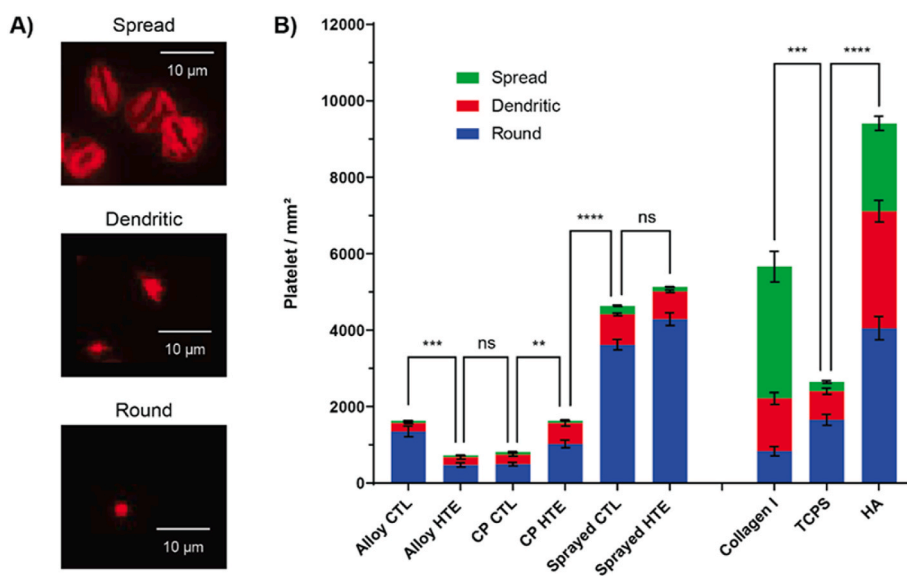 A)
Spread
10 µm
Dendritic
10 µm
Round
10 µm
B)
Platelet / mm²
12000
10000
8000
6000
4000
2000
0
Spread
Dendritic
Round
***
ns
**
****
ns
***
****
Alloy CTL
Alloy HTE
CP CTL
CP HTE
Sprayed CTL
Sprayed HTE
Collagen I
TCPS
HA